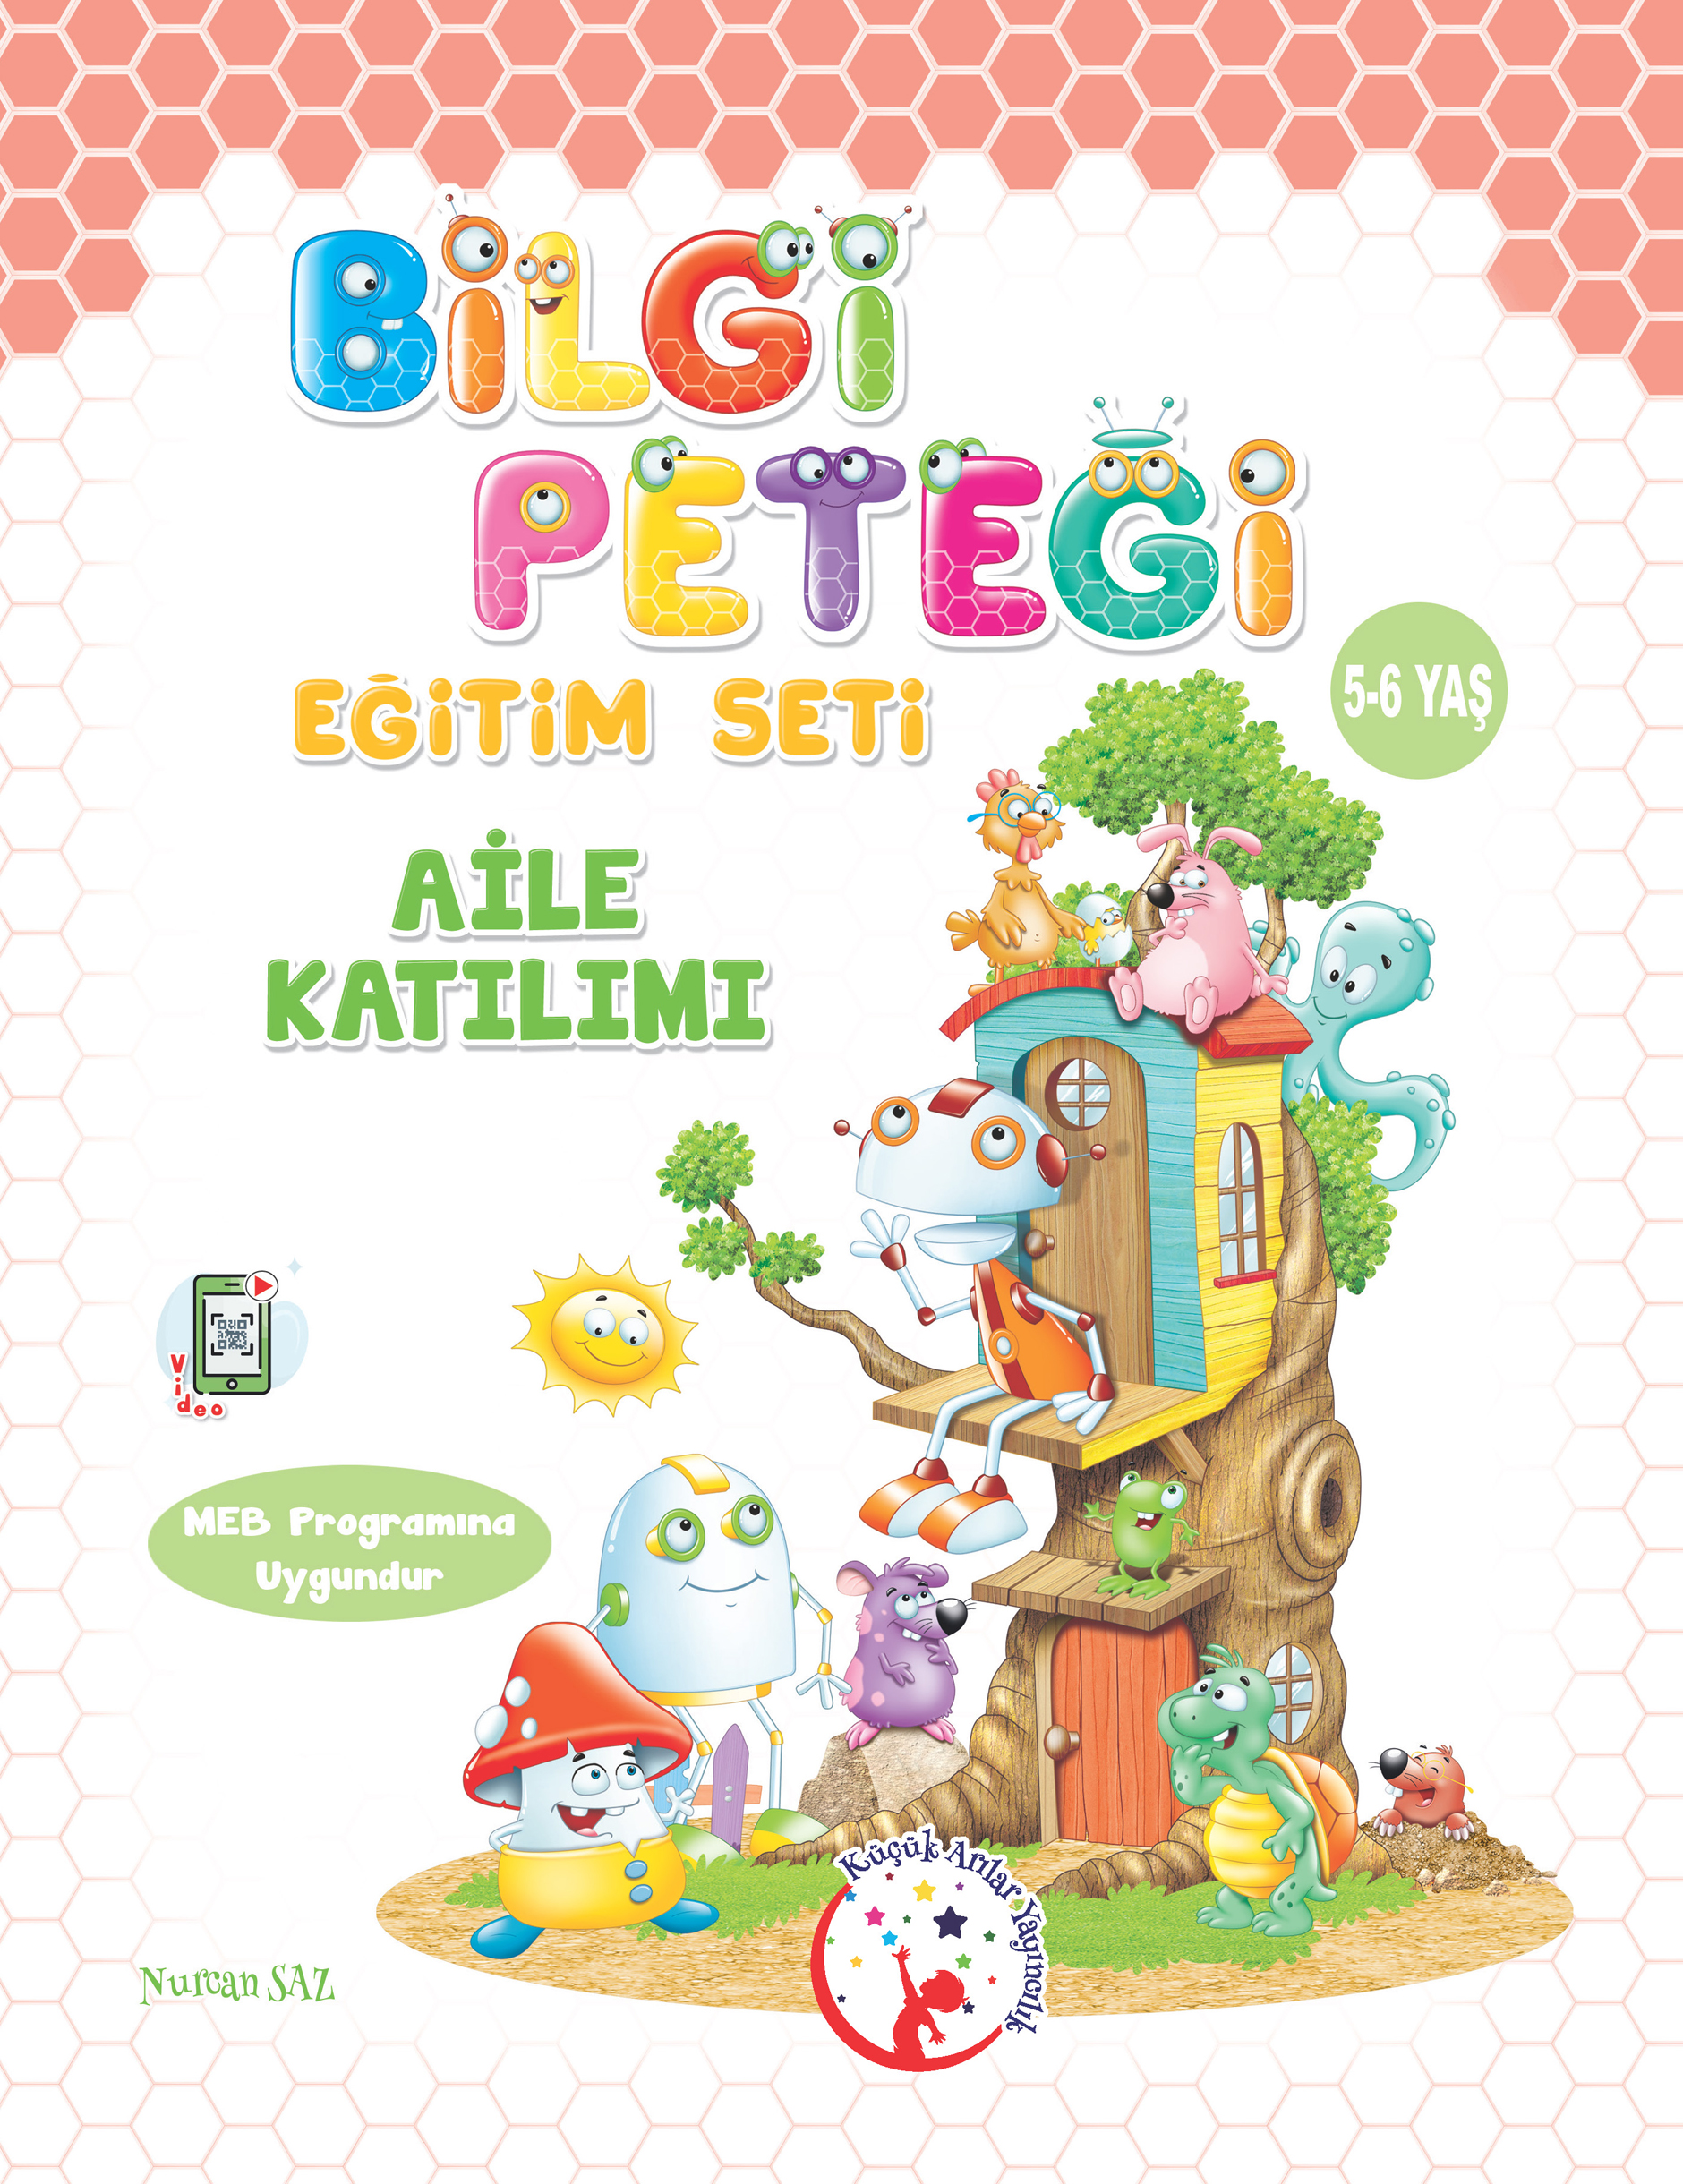 BİLGİ
PETEĞİ
EĞİTİM SETİ
5-6 YAŞ
AİLE
KATILIMI
Video
MEB Programına
Uygundur
Küçük Arılar Yayıncılık
Nurcan SAZ